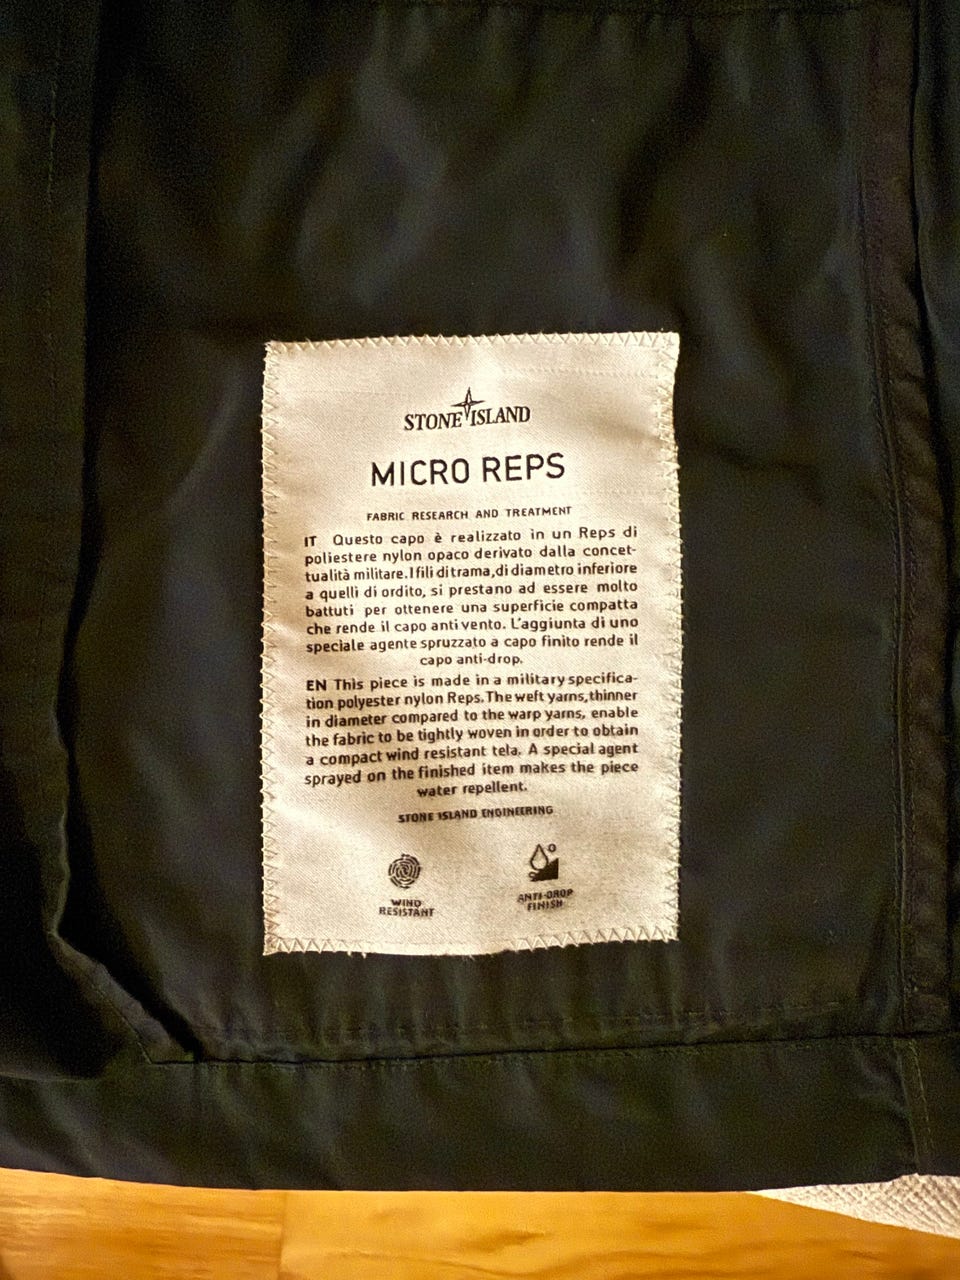 STONE ISLAND
MICRO REPS
FABRIC RESEARCH AND TREATMENT
IT Questo capo è realizzato in un Reps di
poliestere nylon opaco derivato dalla concet-
tualità militare. I fili di trama, di diametro inferiore
a quelli di ordito, si prestano ad essere molto
battuti per ottenere una superficie compatta
che rende il capo antivento. L'aggiunta di uno
speciale agente spruzzato a capo finito rende il
capo anti-drop.
EN This piece is made in a military specifica-
tion polyester nylon Reps. The weft yarns, thinner
in diameter compared to the warp yarns, enable
the fabric to be tightly woven in order to obtain
a compact wind resistant tela. A special agent
sprayed on the finished item makes the piece
water repellent.
STONE ISLAND ENGINEERING
WIND
RESISTANT
ANTI-DROP
FINISH